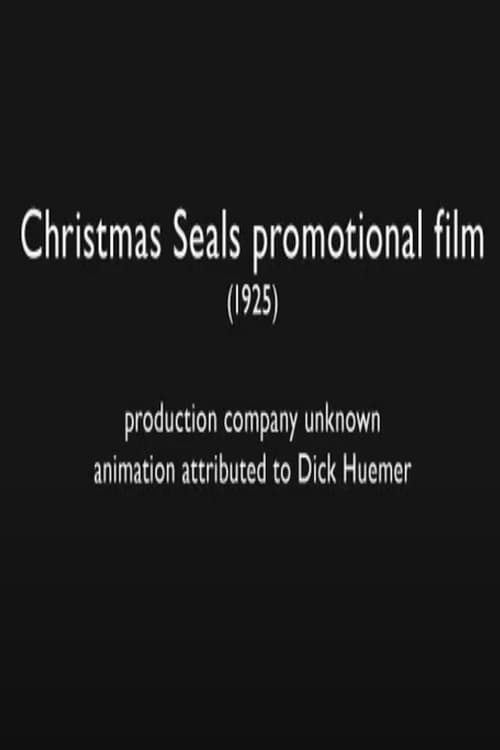 Christmas Seals promotional film
(1925)
production company unknown
animation attributed to Dick Huemer